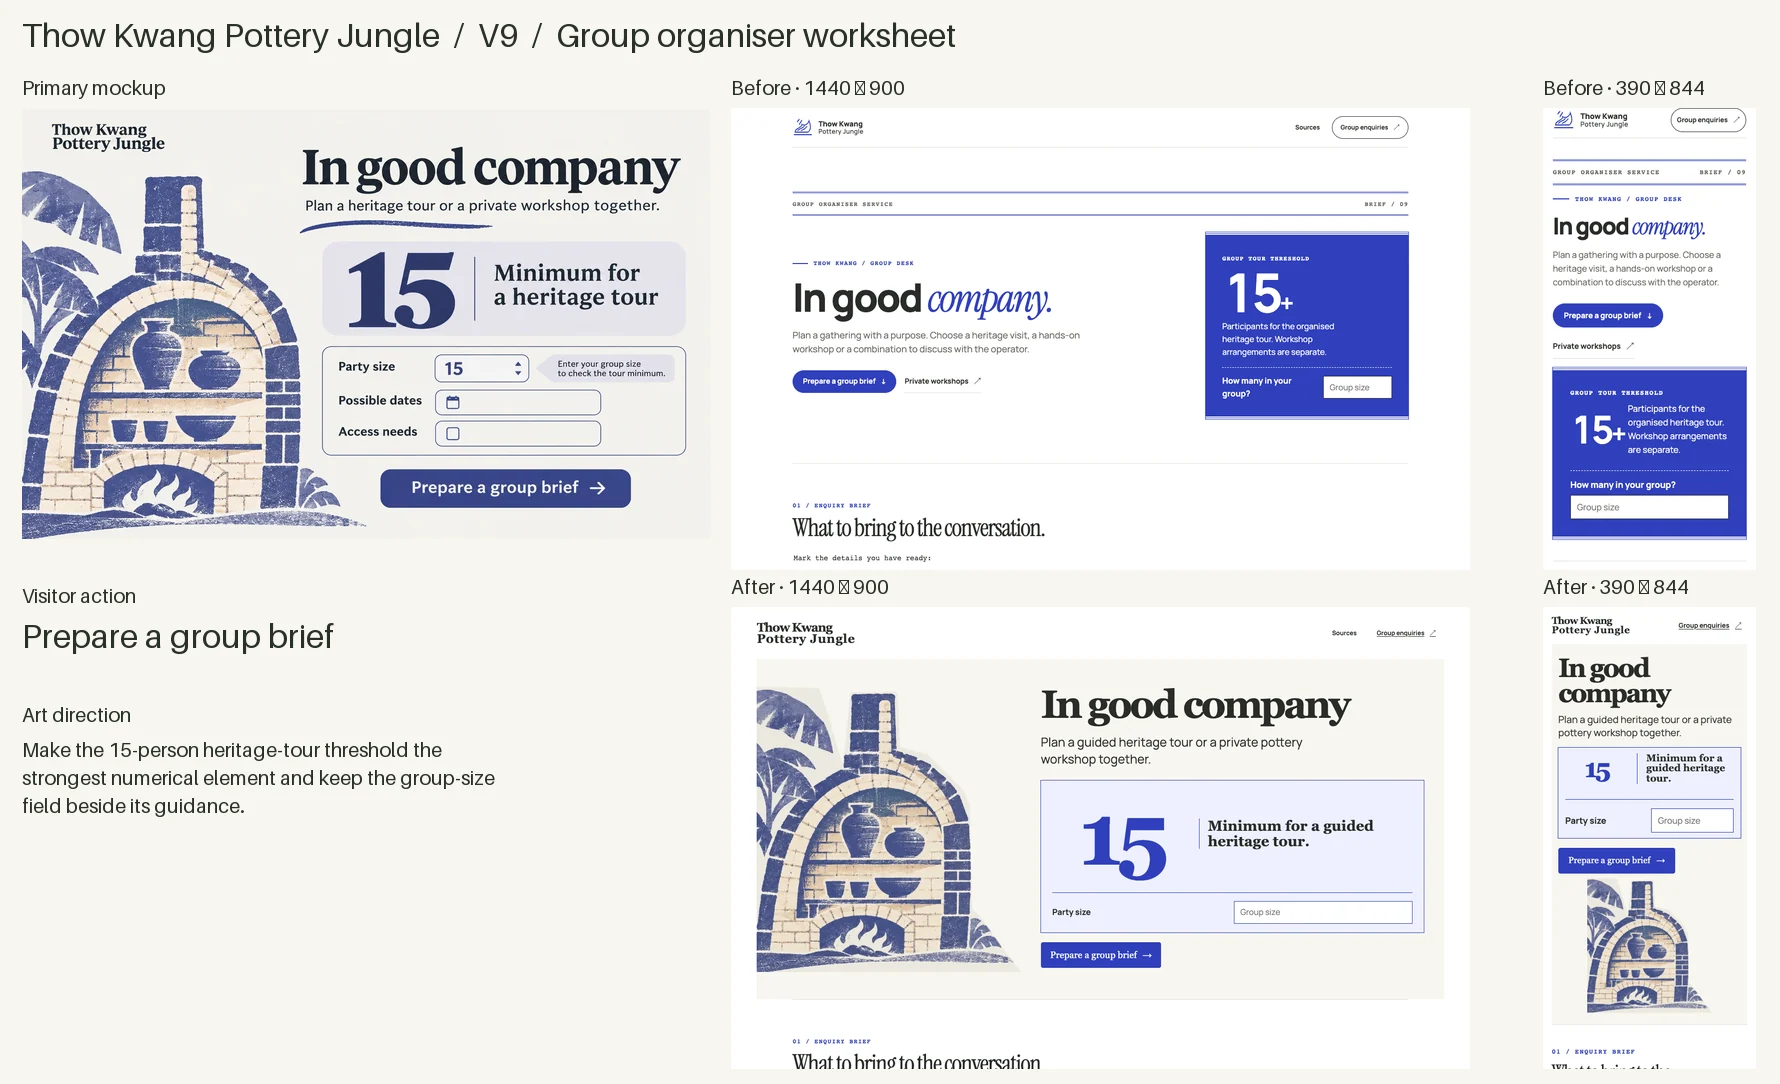 Thow Kwang Pottery Jungle / V9 / Group organiser worksheet
Primary mockup
Thow Kwang
Pottery Jungle
In good company
Plan a heritage tour or a private workshop together.
15
Minimum for
a heritage tour
Party size
15
Enter your group size
to check the tour minimum.
Possible dates
Access needs
Prepare a group brief →
Visitor action
Prepare a group brief
Art direction
Make the 15-person heritage-tour threshold the
strongest numerical element and keep the group-size
field beside its guidance.
Before · 1440 900
Thow Kwang
Pottery Jungle
Sources
Group enquiries ↗
GROUP ORGANISER SERVICE
BRIEF / 09
THOW KWANG / GROUP DESK
In good company.
Plan a gathering with a purpose. Choose a heritage visit, a hands-on
workshop or a combination to discuss with the operator.
Prepare a group brief ↓
Private workshops ↗
GROUP TOUR THRESHOLD
15+
Participants for the organised
heritage tour. Workshop
arrangements are separate.
How many in your
group?
Group size
01 / ENQUIRY BRIEF
What to bring to the conversation.
Mark the details you have ready:
Before · 390 844
Thow Kwang
Pottery Jungle
Group enquiries ↗
GROUP ORGANISER SERVICE
BRIEF / 09
THOW KWANG / GROUP DESK
In good company.
Plan a gathering with a purpose. Choose a
heritage visit, a hands-on workshop or a
combination to discuss with the operator.
Prepare a group brief ↓
Private workshops ↗
GROUP TOUR THRESHOLD
15+
Participants for the
organised heritage tour.
Workshop arrangements
are separate.
How many in your group?
Group size
After · 1440 900
Thow Kwang
Pottery Jungle
Sources
Group enquiries ↗
In good company
Plan a guided heritage tour or a private pottery
workshop together.
15
Minimum for a guided
heritage tour.
Party size
Group size
Prepare a group brief →
01 / ENQUIRY BRIEF
What to bring to the conversation
After · 390 844
Thow Kwang
Pottery Jungle
Group enquiries ↗
In good
company
Plan a guided heritage tour or a private
pottery workshop together.
15
Minimum for a
guided heritage
tour.
Party size
Group size
Prepare a group brief →
01 / ENQUIRY BRIEF
What to bring to the